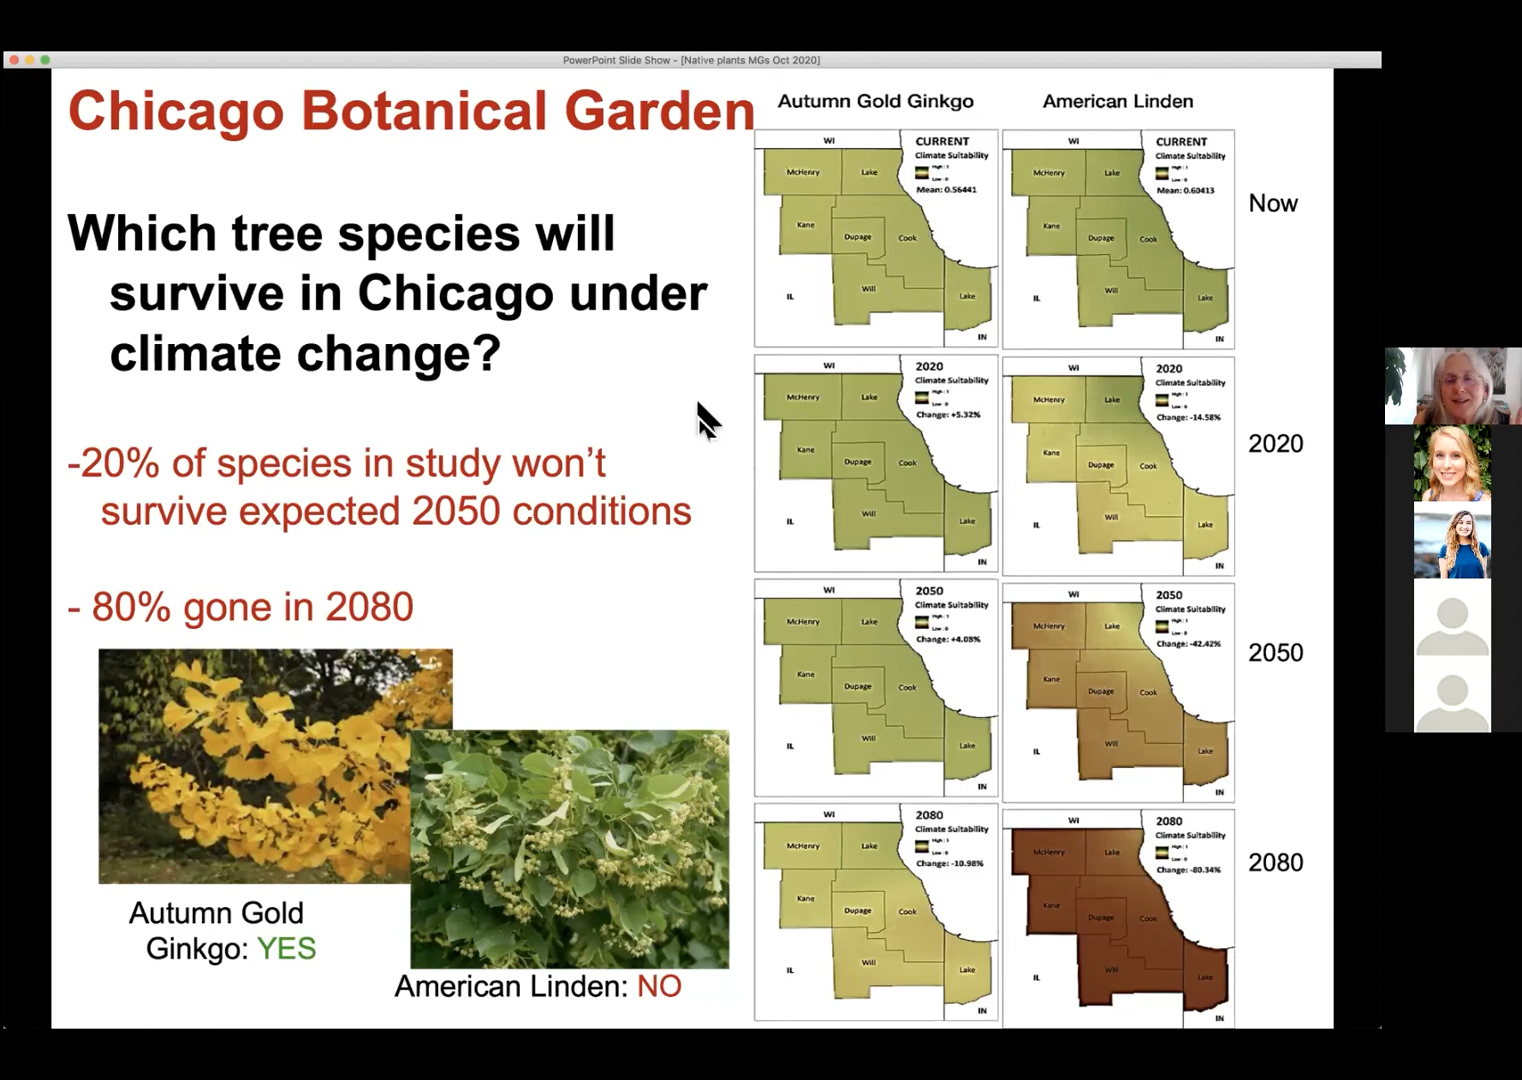 PowerPoint Slide Show - [Native plants MGs Oct 2020]
Chicago Botanical Garden
Which tree species will
survive in Chicago under
climate change?
-20% of species in study won't
survive expected 2050 conditions
- 80% gone in 2080
Autumn Gold
Ginkgo: YES
American Linden: NO
Autumn Gold Ginkgo
American Linden
WI
CURRENT
Climate Suitability
High : 1
Low : 0
Mean: 0.56441
McHenry
Lake
Kane
Dupage
Cook
Will
Lake
IL
IN
WI
CURRENT
Climate Suitability
High : 1
Low : 0
Mean: 0.60413
McHenry
Lake
Kane
Dupage
Cook
Will
Lake
IL
IN
Now
WI
2020
Climate Suitability
High : 1
Low : 0
Change: +5.32%
McHenry
Lake
Kane
Dupage
Cook
Will
Lake
IL
IN
WI
2020
Climate Suitability
High : 1
Low : 0
Change: -14.58%
McHenry
Lake
Kane
Dupage
Cook
Will
Lake
IL
IN
2020
WI
2050
Climate Suitability
High : 1
Low : 0
Change: +4.08%
McHenry
Lake
Kane
Dupage
Cook
Will
Lake
IL
IN
WI
2050
Climate Suitability
High : 1
Low : 0
Change: -42.42%
McHenry
Lake
Kane
Dupage
Cook
Will
Lake
IL
IN
2050
WI
2080
Climate Suitability
High : 1
Low : 0
Change: -10.98%
McHenry
Lake
Kane
Dupage
Cook
Will
Lake
IL
IN
WI
2080
Climate Suitability
High : 1
Low : 0
Change: -80.34%
McHenry
Lake
Kane
Dupage
Cook
Will
Lake
IL
IN
2080